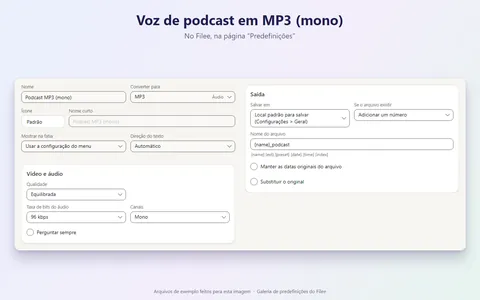 Voz de podcast em MP3 (mono)
No Filee, na página "Predefinições"
Nome
Podcast MP3 (mono)
Converter para
MP3
Áudio
Ícone
Padrão
Nome curto
Podcast MP3 (mono)
Mostrar na faixa
Usar a configuração do menu
Direção do texto
Automático
Vídeo e áudio
Qualidade
Equilibrada
Taxa de bits do áudio
96 kbps
Canais
Mono
Perguntar sempre
Saída
Salvar em
Local padrão para salvar
(Configurações > Geral)
Se o arquivo existir
Adicionar um número
Nome do arquivo
{name}_podcast
{name} {ext} {preset} {date} {time} {index}
Manter as datas originais do arquivo
Substituir o original
Arquivos de exemplo feitos para esta imagem · Galeria de predefinições do Filee